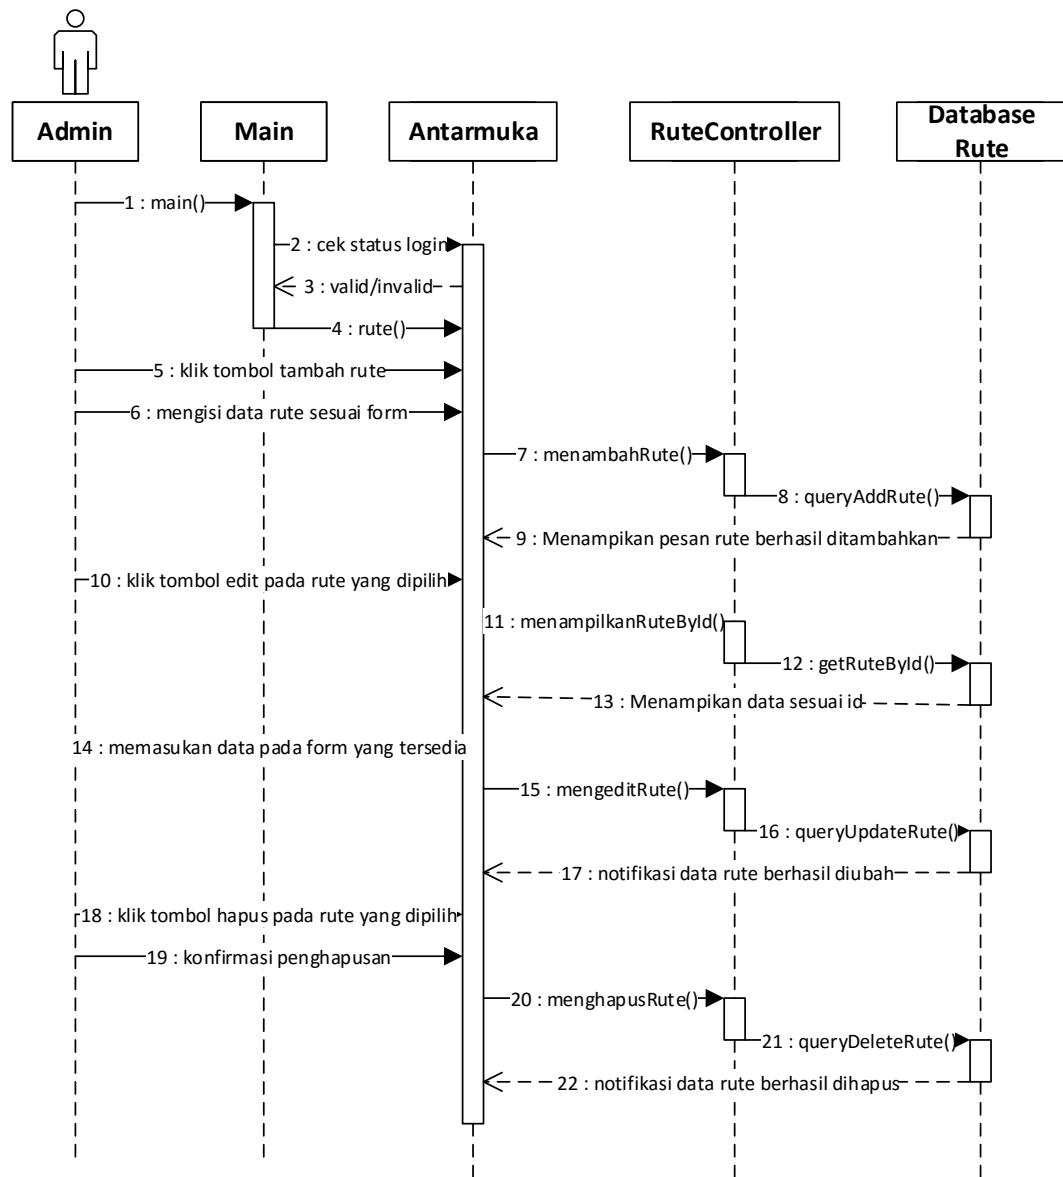 Admin
Main
Antarmuka
RuteController
Database
Rute
1 : main()
2 : cek status login
3 : valid/invalid
4 : rute()
5 : klik tombol tambah rute
6 : mengisi data rute sesuai form
7 : menambahRute()
8 : queryAddRute()
9 : Menampikan pesan rute berhasil ditambahkan
10 : klik tombol edit pada rute yang dipilih
11 : menampilkanRuteById()
12 : getRuteById()
13 : Menampikan data sesuai id
14 : memasukan data pada form yang tersedia
15 : mengeditRute()
16 : queryUpdateRute()
17 : notifikasi data rute berhasil diubah
18 : klik tombol hapus pada rute yang dipilih
19 : konfirmasi penghapusan
20 : menghapusRute()
21 : queryDeleteRute()
22 : notifikasi data rute berhasil dihapus